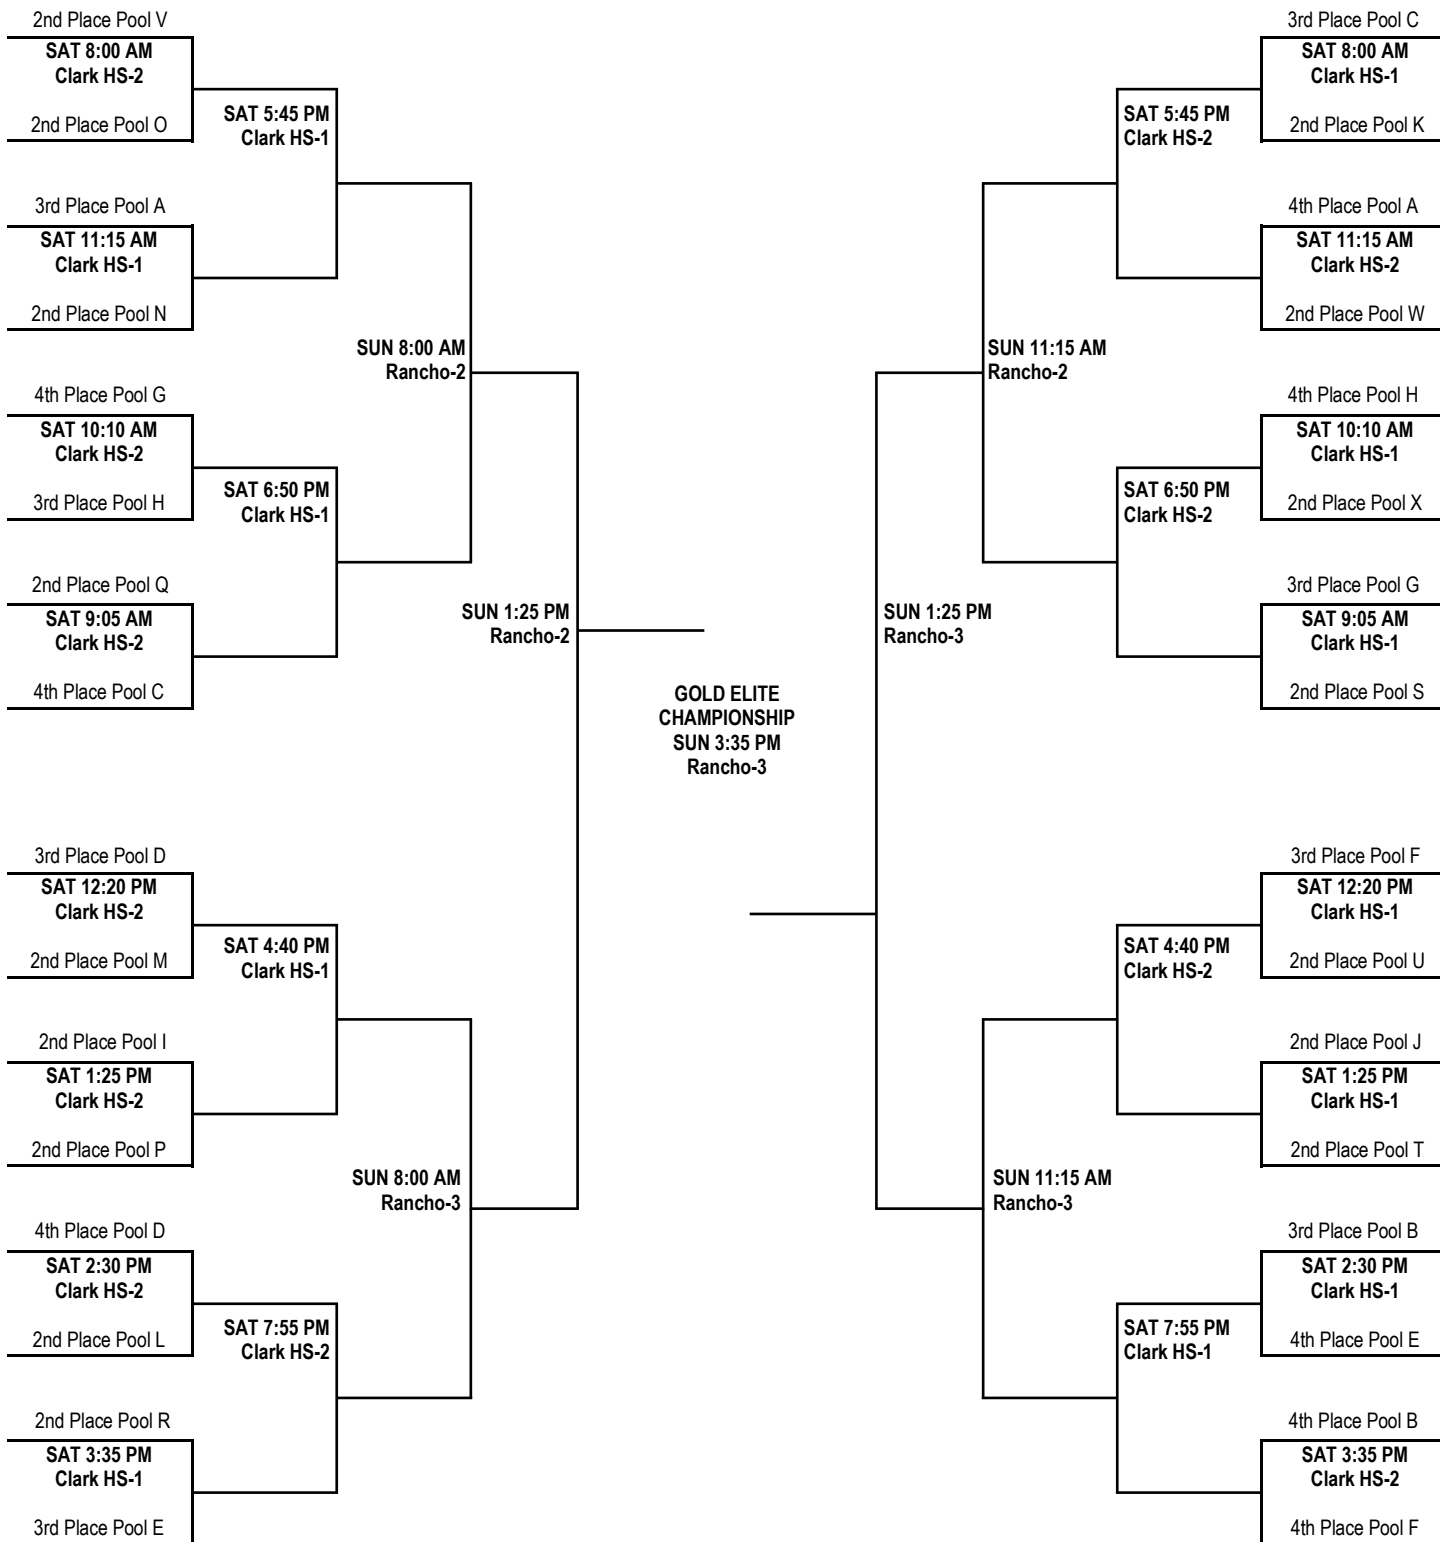 2nd Place Pool V
SAT 8:00 AM
Clark HS-2
2nd Place Pool O
SAT 5:45 PM
Clark HS-1
3rd Place Pool A
SAT 11:15 AM
Clark HS-1
2nd Place Pool N
SUN 8:00 AM
Rancho-2
4th Place Pool G
SAT 10:10 AM
Clark HS-2
3rd Place Pool H
SAT 6:50 PM
Clark HS-1
2nd Place Pool Q
SAT 9:05 AM
Clark HS-2
4th Place Pool C
SUN 1:25 PM
Rancho-2
3rd Place Pool D
SAT 12:20 PM
Clark HS-2
2nd Place Pool M
SAT 4:40 PM
Clark HS-1
2nd Place Pool I
SAT 1:25 PM
Clark HS-2
2nd Place Pool P
SUN 8:00 AM
Rancho-3
4th Place Pool D
SAT 2:30 PM
Clark HS-2
2nd Place Pool L
SAT 7:55 PM
Clark HS-2
2nd Place Pool R
SAT 3:35 PM
Clark HS-1
3rd Place Pool E
GOLD ELITE
CHAMPIONSHIP
SUN 3:35 PM
Rancho-3
3rd Place Pool C
SAT 8:00 AM
Clark HS-1
2nd Place Pool K
SAT 5:45 PM
Clark HS-2
4th Place Pool A
SAT 11:15 AM
Clark HS-2
2nd Place Pool W
SUN 11:15 AM
Rancho-2
4th Place Pool H
SAT 10:10 AM
Clark HS-1
2nd Place Pool X
SAT 6:50 PM
Clark HS-2
3rd Place Pool G
SAT 9:05 AM
Clark HS-1
2nd Place Pool S
SUN 1:25 PM
Rancho-3
3rd Place Pool F
SAT 12:20 PM
Clark HS-1
2nd Place Pool U
SAT 4:40 PM
Clark HS-2
2nd Place Pool J
SAT 1:25 PM
Clark HS-1
2nd Place Pool T
SUN 11:15 AM
Rancho-3
3rd Place Pool B
SAT 2:30 PM
Clark HS-1
4th Place Pool E
SAT 7:55 PM
Clark HS-1
4th Place Pool B
SAT 3:35 PM
Clark HS-2
4th Place Pool F